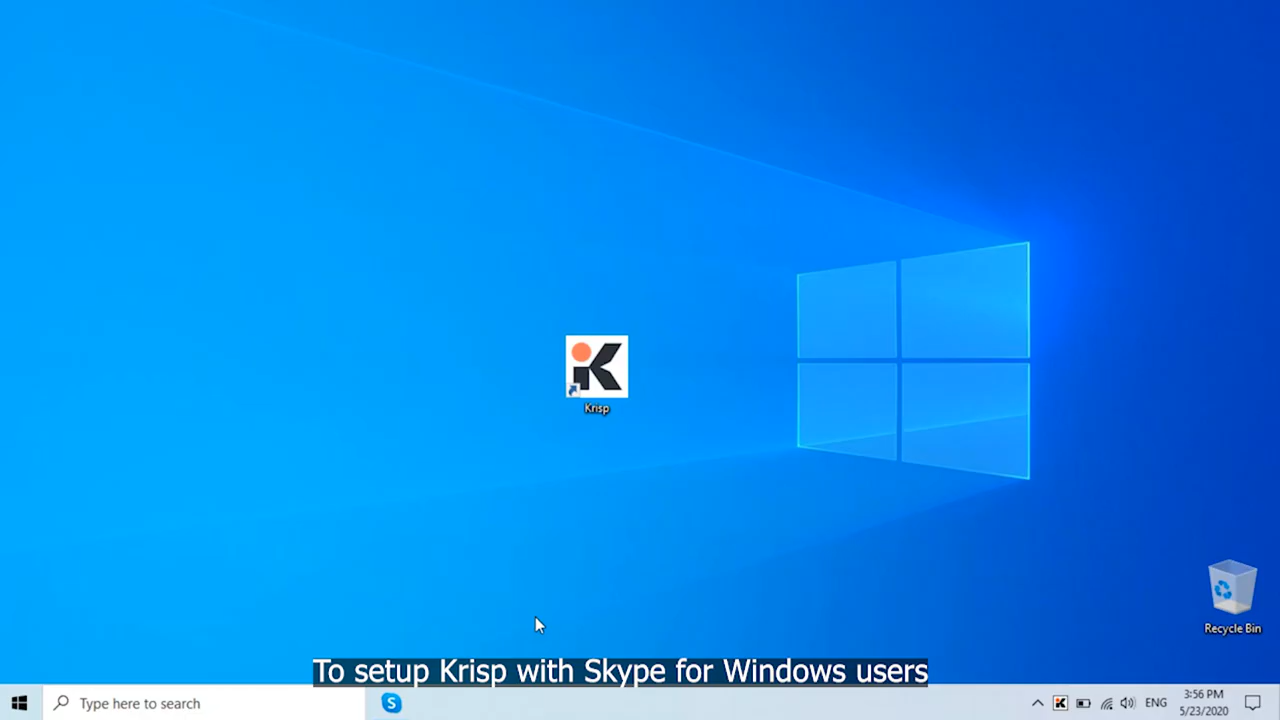 Krisp
Recycle Bin
To setup Krisp with Skype for Windows users
Type here to search
ENG
3:56 PM
5/23/2020